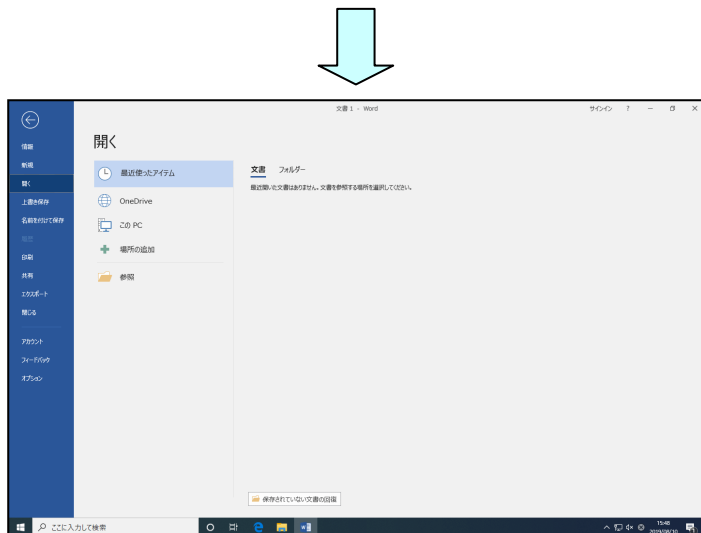 文書 1 - Word
サインイン ?
情報
新規
開く
上書き保存
名前を付けて保存
履歴
印刷
共有
エクスポート
閉じる
アカウント
フィードバック
オプション
開く
最近使ったアイテム
OneDrive
この PC
場所の追加
参照
文書 フォルダー
最近開いた文書はありません。文書を参照する場所を選択してください。
保存されていない文書の回復
ここに入力して検索
15:48
2019/08/10